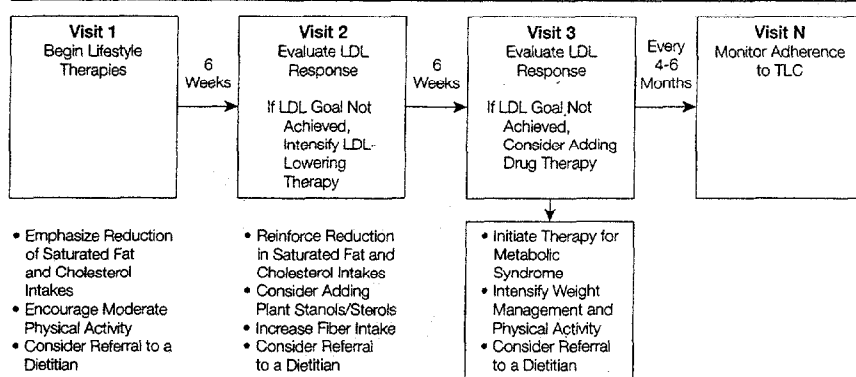 Visit 1
Begin Lifestyle
Therapies
6
Weeks
Visit 2
Evaluate LDL
Response
If LDL Goal Not
Achieved,
Intensify LDL-
Lowering
Therapy
6
Weeks
Visit 3
Evaluate LDL
Response
If LDL Goal Not
Achieved,
Consider Adding
Drug Therapy
Every
4-6
Months
Visit N
Monitor Adherence
to TLC
• Emphasize Reduction
of Saturated Fat
and Cholesterol
Intakes
• Encourage Moderate
Physical Activity
• Consider Referral to a
Dietitian
• Reinforce Reduction
in Saturated Fat and
Cholesterol Intakes
• Consider Adding
Plant Stanols/Sterols
• Increase Fiber Intake
• Consider Referral
to a Dietitian
• Initiate Therapy for
Metabolic
Syndrome
• Intensify Weight
Management and
Physical Activity
• Consider Referral
to a Dietitian